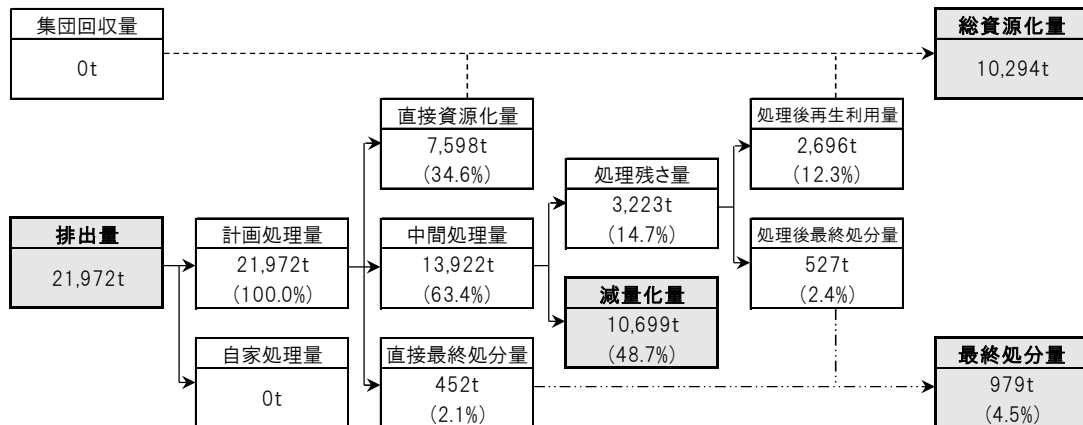 集団回収量
0t
総資源化量
10,294t
直接資源化量
7,598t
(34.6%)
処理後再生利用量
2,696t
(12.3%)
処理残さ量
3,223t
(14.7%)
排出量
21,972t
計画処理量
21,972t
(100.0%)
中間処理量
13,922t
(63.4%)
処理後最終処分量
527t
(2.4%)
減量化量
10,699t
(48.7%)
自家処理量
0t
直接最終処分量
452t
(2.1%)
最終処分量
979t
(4.5%)